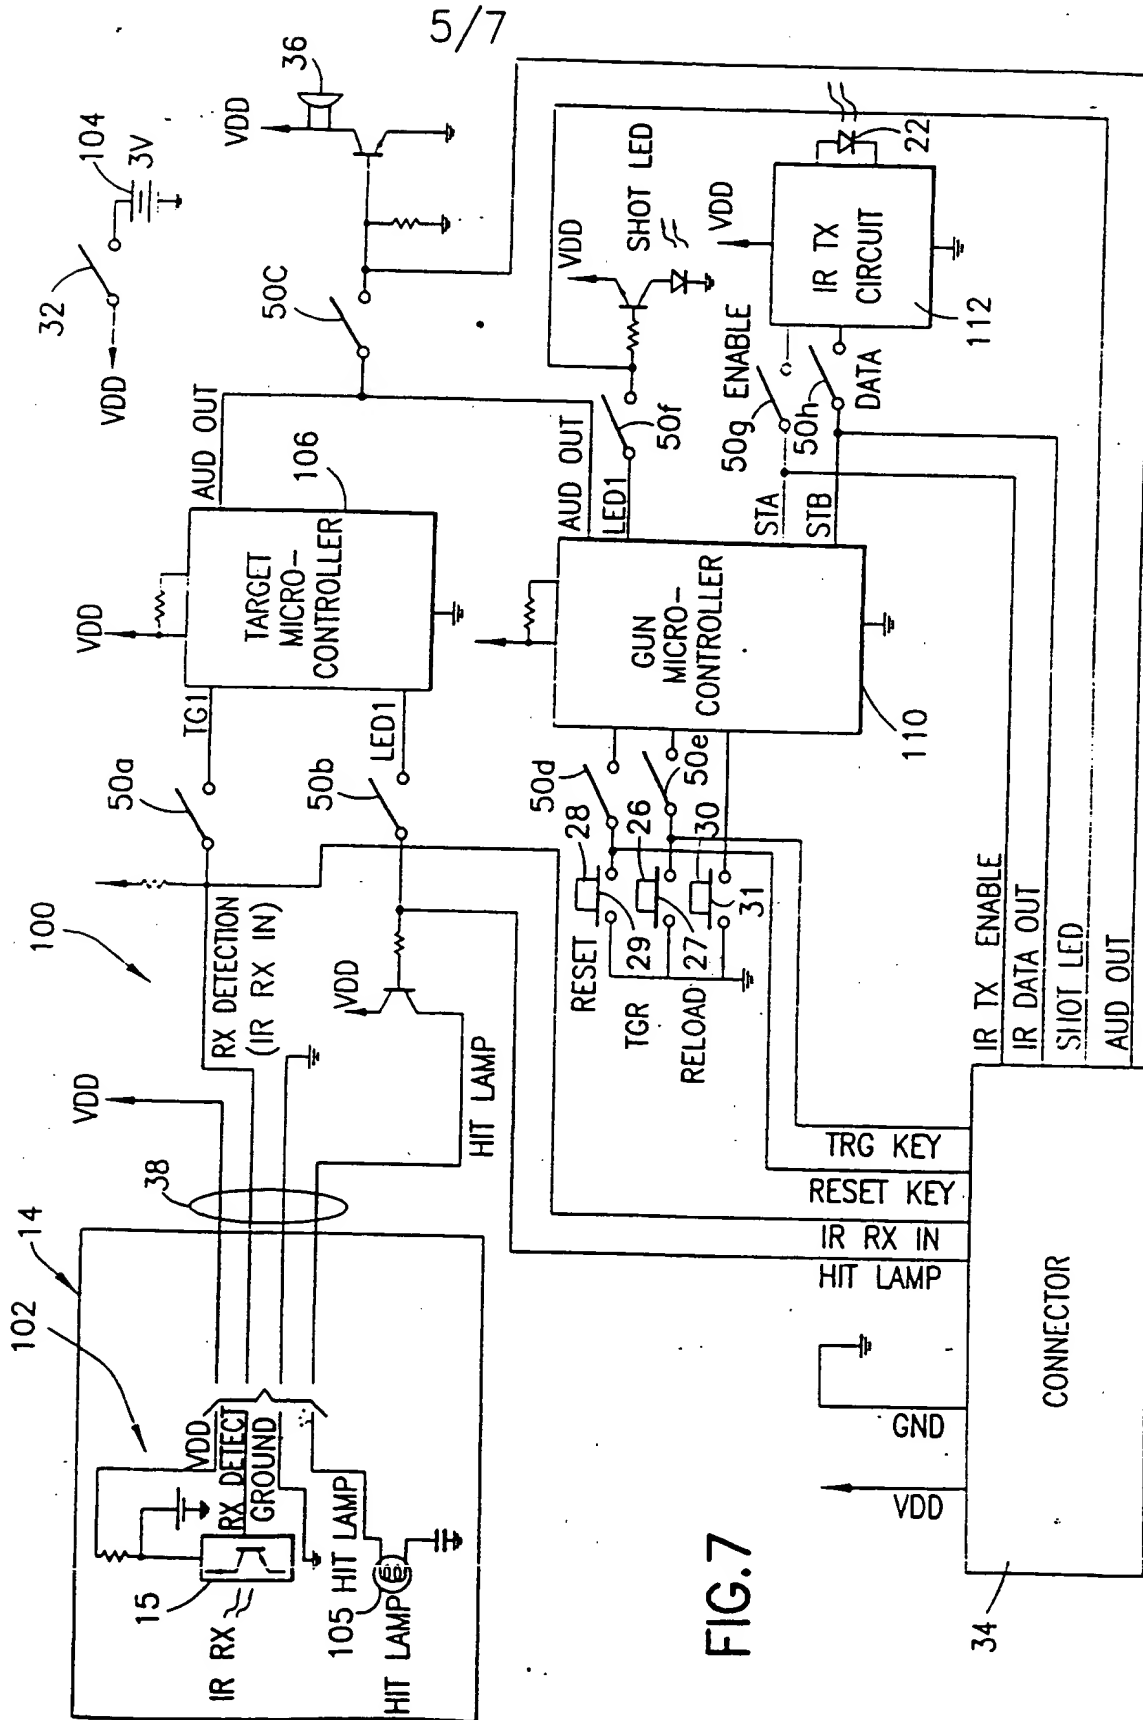 5/7
100
102
14
38
VDD
RX DETECTION
(IR RX IN)
VDD
HIT LAMP
15
IR RX
VDD
RX DETECT
GROUND
HIT LAMP
105
HIT LAMP
50a
TG1
50b
LED1
VDD
TARGET
MICRO-
CONTROLLER
106
AUD OUT
50C
32
VDD
104
3V
VDD
36
RESET
28
29
TGR
26
27
RELOAD
30
31
50d
50e
GUN
MICRO-
CONTROLLER
110
AUD OUT
LED1
50f
VDD
SHOT LED
STA
50g
ENABLE
STB
50h
DATA
VDD
IR TX
CIRCUIT
112
22
TRG KEY
RESET KEY
IR RX IN
HIT LAMP
GND
VDD
IR TX ENABLE
IR DATA OUT
SHOT LED
AUD OUT
CONNECTOR
34
FIG.7